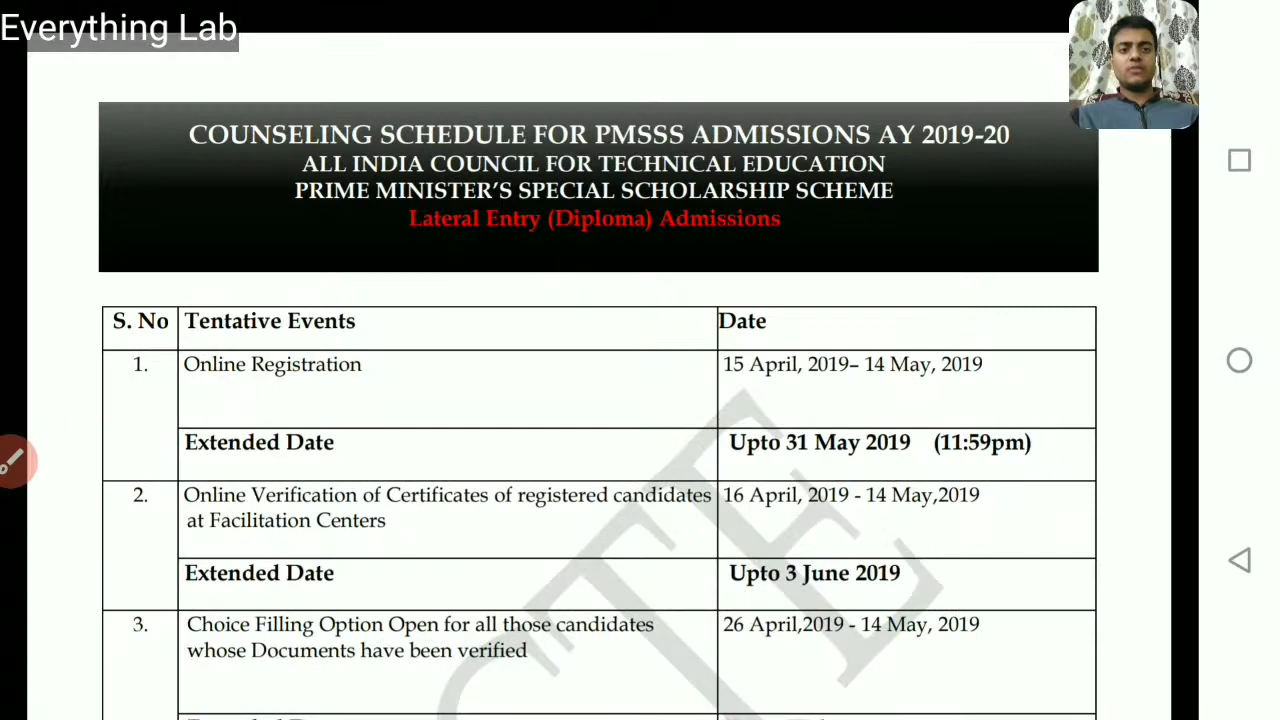 Everything Lab
COUNSELING SCHEDULE FOR PMSSS ADMISSIONS AY 2019-20
ALL INDIA COUNCIL FOR TECHNICAL EDUCATION
PRIME MINISTER'S SPECIAL SCHOLARSHIP SCHEME
Lateral Entry (Diploma) Admissions
S. No Tentative Events Date
1. Online Registration 15 April, 2019– 14 May, 2019
Extended Date Upto 31 May 2019 (11:59pm)
2. Online Verification of Certificates of registered candidates 16 April, 2019 - 14 May,2019
at Facilitation Centers
Extended Date Upto 3 June 2019
3. Choice Filling Option Open for all those candidates 26 April,2019 - 14 May, 2019
whose Documents have been verified